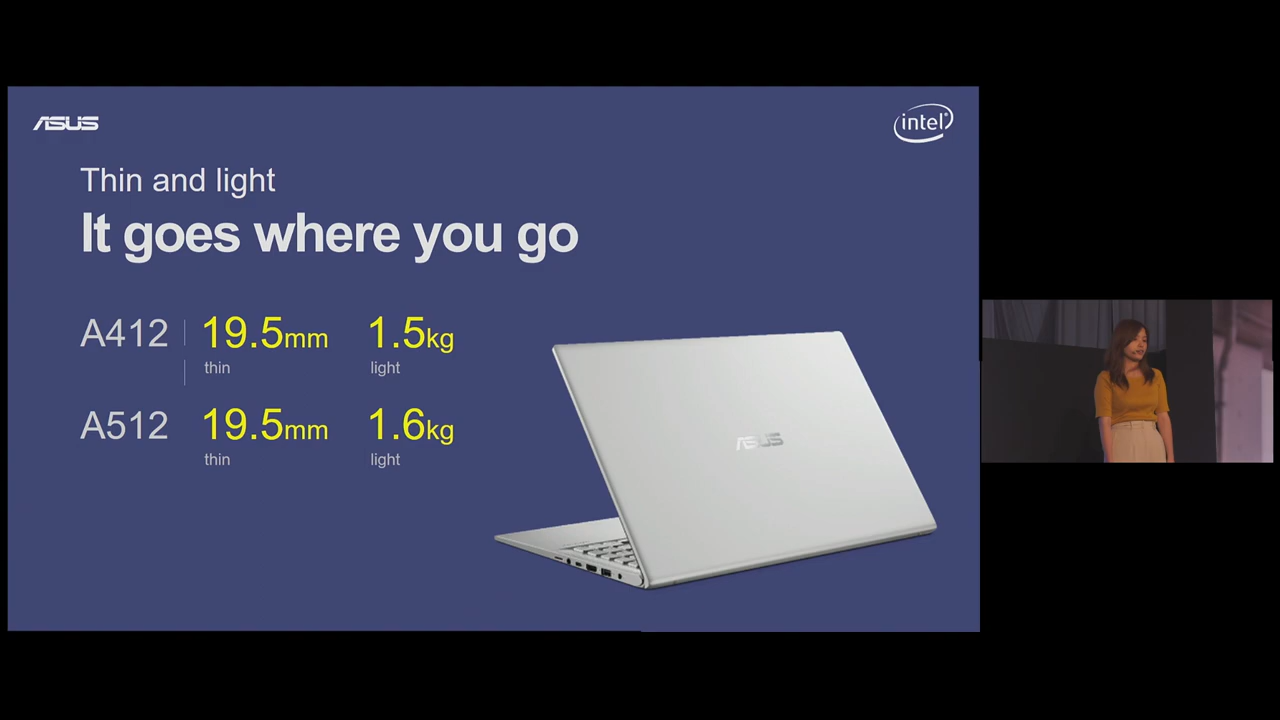 ASUS
intel
Thin and light
It goes where you go
A412 19.5mm 1.5kg
thin light
A512 19.5mm 1.6kg
thin light
ASUS